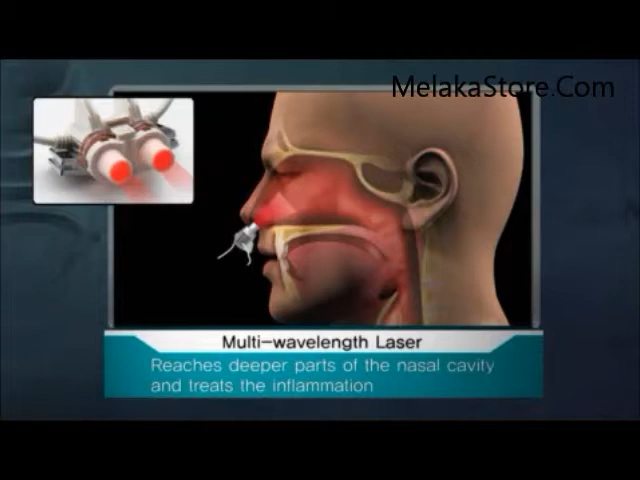 MelakaStore.Com
Multi-wavelength Laser
Reaches deeper parts of the nasal cavity
and treats the inflammation